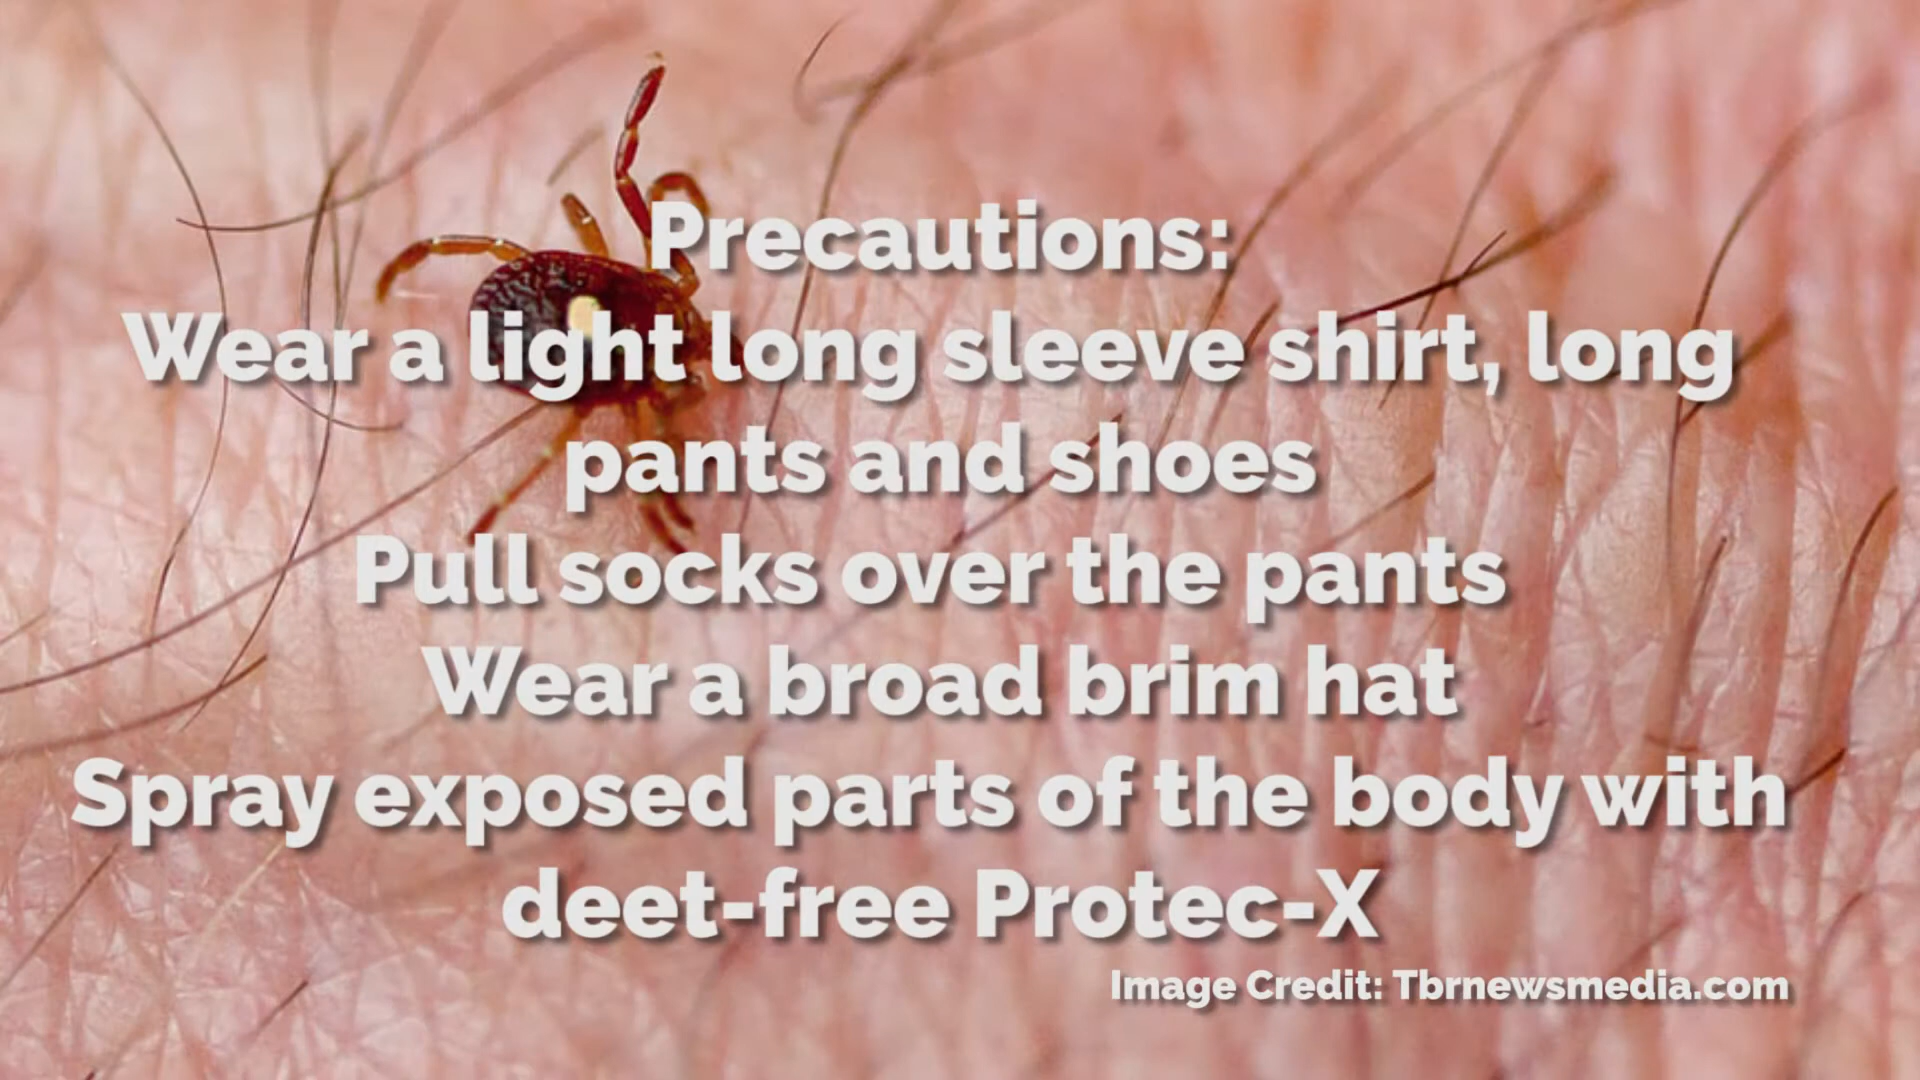 Precautions:
Wear a light long sleeve shirt, long
pants and shoes
Pull socks over the pants
Wear a broad brim hat
Spray exposed parts of the body with
deet-free Protec-X
Image Credit: Tbrnewsmedia.com